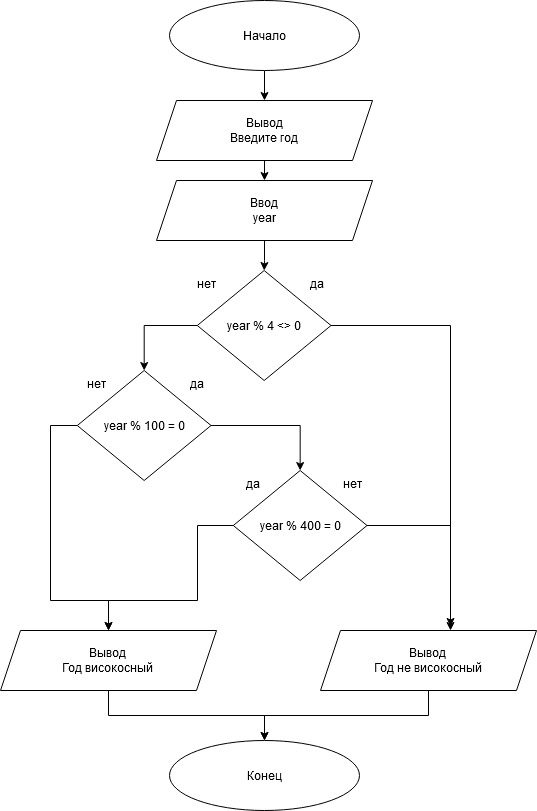 Начало
Вывод
Введите год
Ввод
year
нет
да
year % 4 <> 0
нет
да
year % 100 = 0
да
нет
year % 400 = 0
Вывод
Год високосный
Вывод
Год не високосный
Конец